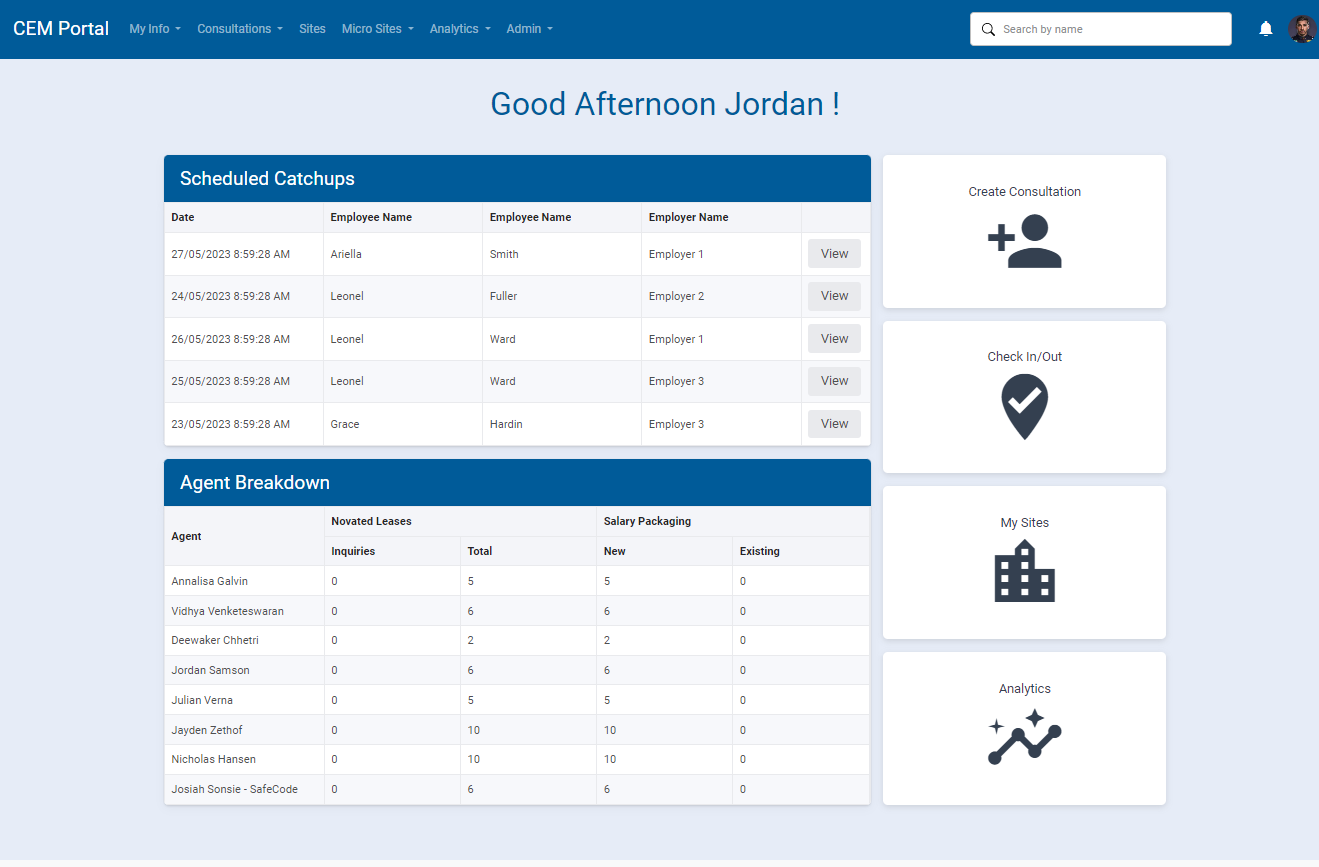 CEM Portal My Info Consultations Sites Micro Sites Analytics Admin Search by name
Good Afternoon Jordan !
Scheduled Catchups
Date Employee Name Employee Name Employer Name
27/05/2023 8:59:28 AM Ariella Smith Employer 1 View
24/05/2023 8:59:28 AM Leonel Fuller Employer 2 View
26/05/2023 8:59:28 AM Leonel Ward Employer 1 View
25/05/2023 8:59:28 AM Leonel Ward Employer 3 View
23/05/2023 8:59:28 AM Grace Hardin Employer 3 View
Agent Breakdown
Agent Novated Leases Salary Packaging
Inquiries Total New Existing
Annalisa Galvin 0 5 5 0
Vidhya Venketeswaran 0 6 6 0
Deewaker Chhetri 0 2 2 0
Jordan Samson 0 6 6 0
Julian Verna 0 5 5 0
Jayden Zethof 0 10 10 0
Nicholas Hansen 0 10 10 0
Josiah Sonsie - SafeCode 0 6 6 0
Create Consultation
Check In/Out
My Sites
Analytics